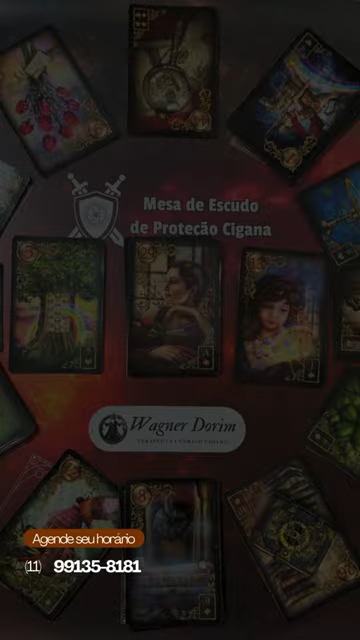 Mesa de Escudo
de Proteção Cigana
Wagner Dorim
Agende seu horário
(11) 99135-8181